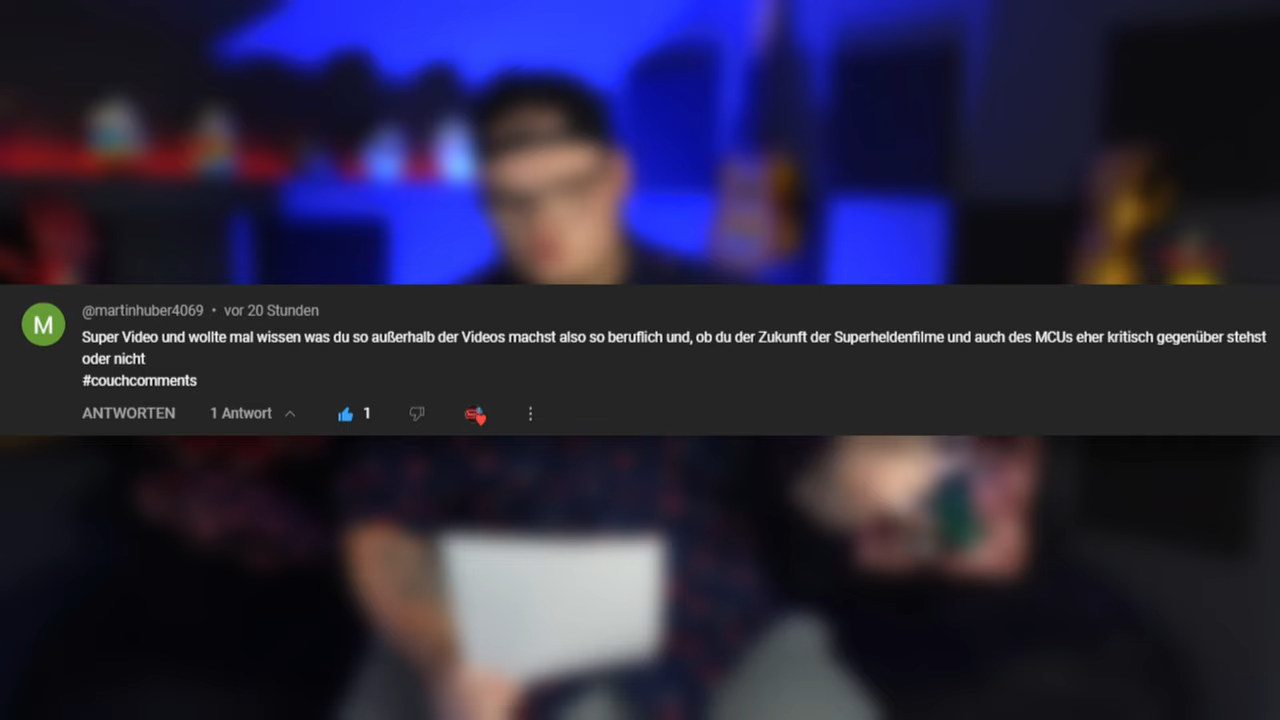 M
@martinhuber4069 • vor 20 Stunden
Super Video und wollte mal wissen was du so außerhalb der Videos machst also so beruflich und, ob du der Zukunft der Superheldenfilme und auch des MCUs eher kritisch gegenüber stehst
oder nicht
#couchcomments
ANTWORTEN 1 Antwort 1